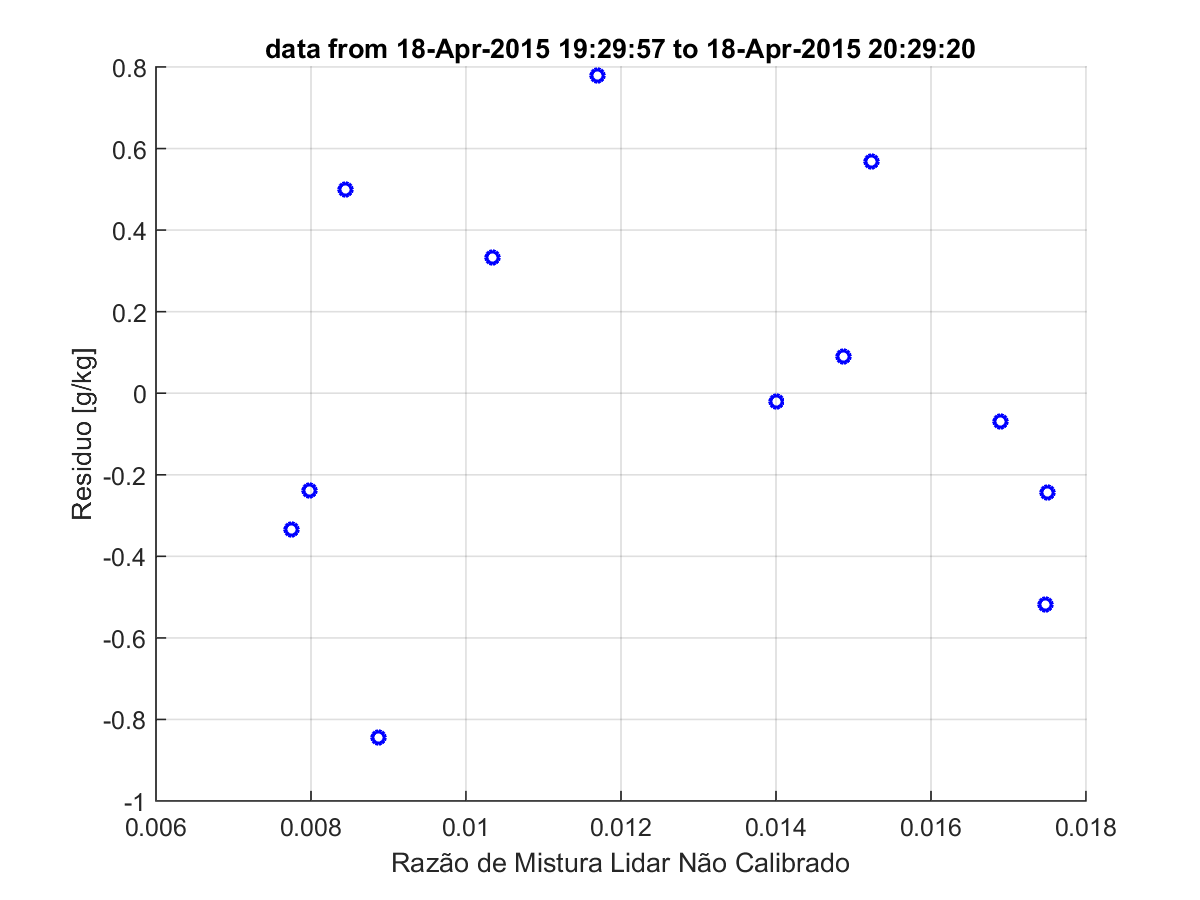 data from 18-Apr-2015 19:29:57 to 18-Apr-2015 20:29:20
0.8
0.6
0.4
0.2
0
-0.2
-0.4
-0.6
-0.8
-1
Residuo [g/kg]
0.006 0.008 0.01 0.012 0.014 0.016 0.018
Razão de Mistura Lidar Não Calibrado